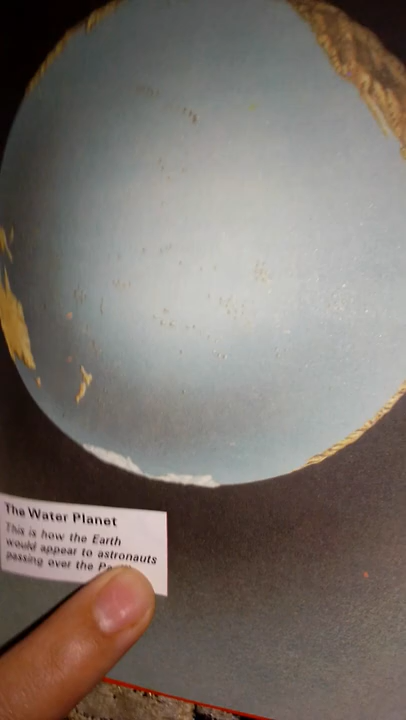 The Water Planet
This is how the Earth
would appear to astronauts
passing over the